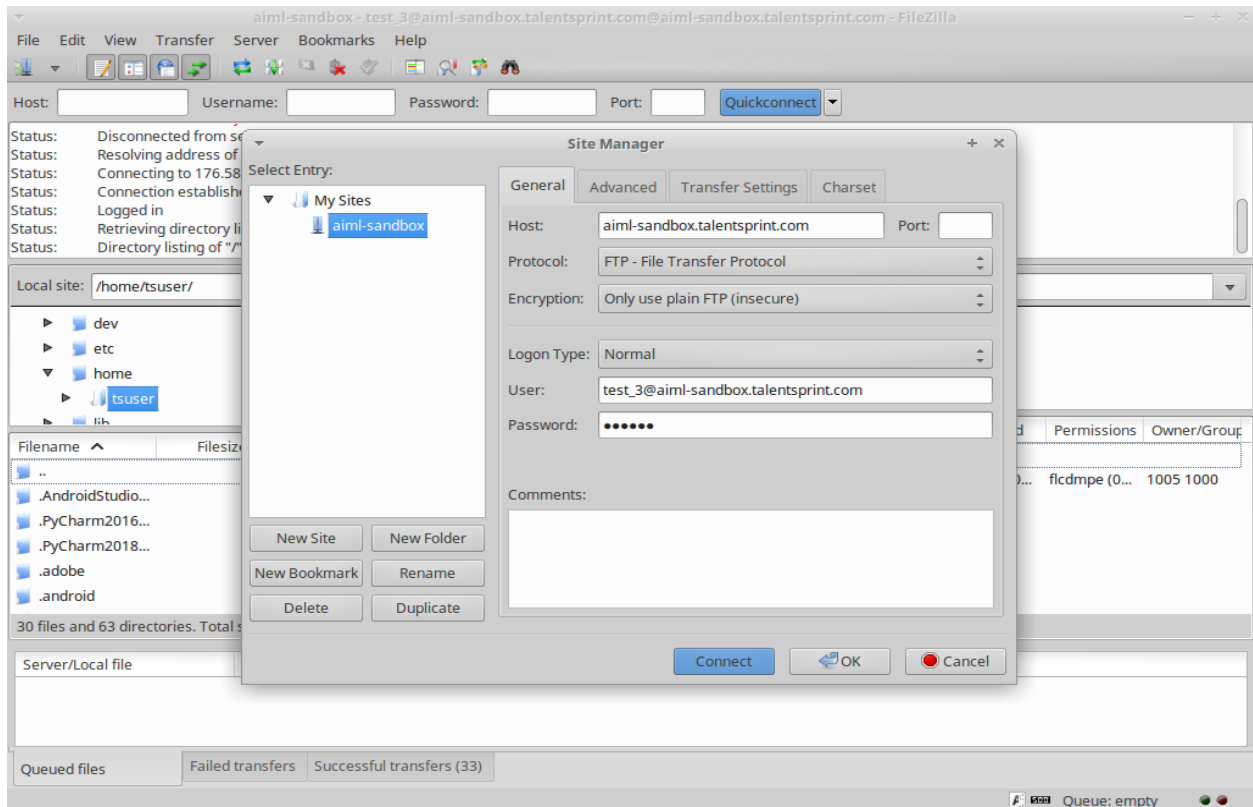 aiml-sandbox - test_3@aiml-sandbox.talentsprint.com@aiml-sandbox.talentsprint.com - FileZilla
File Edit View Transfer Server Bookmarks Help
Host: Username: Password: Port: Quickconnect
Status: Disconnected from se
Status: Resolving address of
Status: Connecting to 176.58
Status: Connection establishe
Status: Logged in
Status: Retrieving directory li
Status: Directory listing of "/"
Local site: /home/tsuser/
dev
etc
home
tsuser
lib
Filename Filesize
..
.AndroidStudio...
.PyCharm2016...
.PyCharm2018...
.adobe
.android
30 files and 63 directories. Total s
Site Manager
Select Entry:
My Sites
aiml-sandbox
New Site New Folder
New Bookmark Rename
Delete Duplicate
General Advanced Transfer Settings Charset
Host: aiml-sandbox.talentsprint.com Port:
Protocol: FTP - File Transfer Protocol
Encryption: Only use plain FTP (insecure)
Logon Type: Normal
User: test_3@aiml-sandbox.talentsprint.com
Password: ●●●●●●
Comments:
Connect OK Cancel
d Permissions Owner/Group
0... flcdmpe (0... 1005 1000
Server/Local file
Queued files Failed transfers Successful transfers (33)
Queue: empty